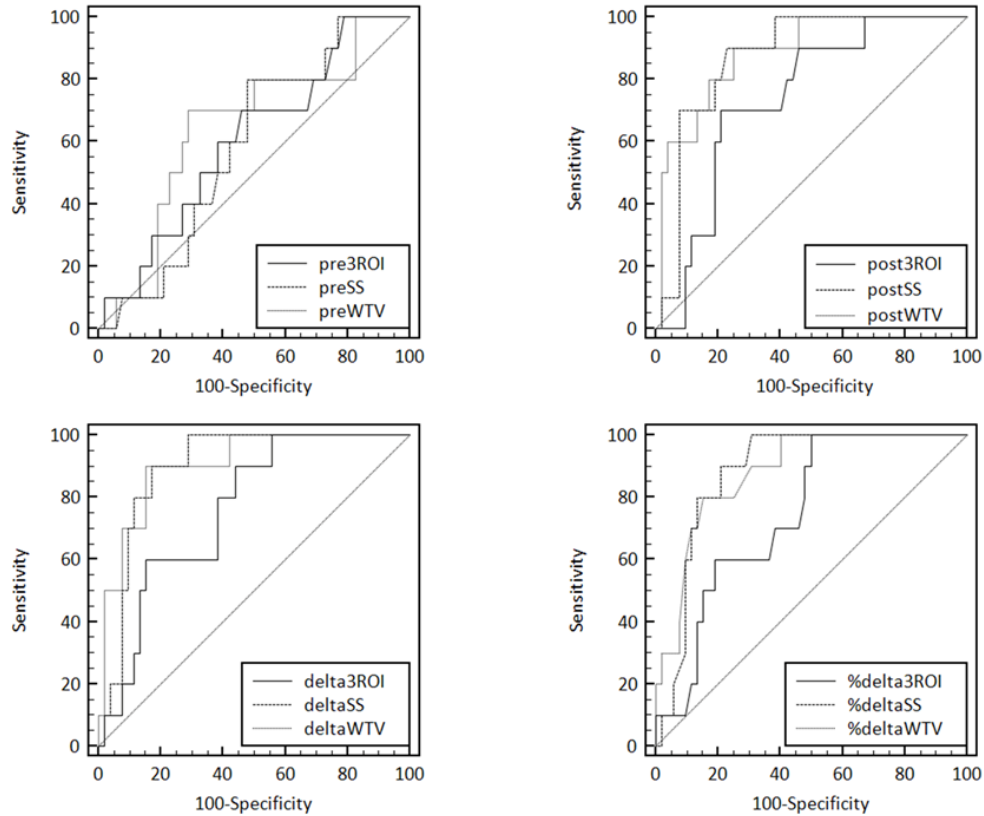 100
80
60
40
20
0
Sensitivity
pre3ROI
preSS
preWTV
0 20 40 60 80 100
100-Specificity
100
80
60
40
20
0
Sensitivity
post3ROI
postSS
postWTV
0 20 40 60 80 100
100-Specificity
100
80
60
40
20
0
Sensitivity
delta3ROI
deltaSS
deltaWTV
0 20 40 60 80 100
100-Specificity
100
80
60
40
20
0
Sensitivity
%delta3ROI
%deltaSS
%deltaWTV
0 20 40 60 80 100
100-Specificity